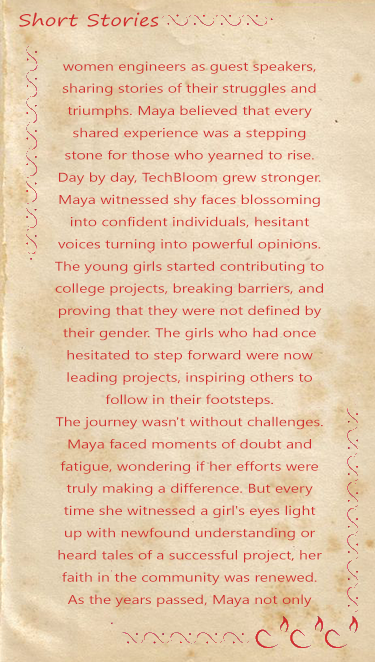 Short Stories
women engineers as guest speakers,
sharing stories of their struggles and
triumphs. Maya believed that every
shared experience was a stepping
stone for those who yearned to rise.
Day by day, TechBloom grew stronger.
Maya witnessed shy faces blossoming
into confident individuals, hesitant
voices turning into powerful opinions.
The young girls started contributing to
college projects, breaking barriers, and
proving that they were not defined by
their gender. The girls who had once
hesitated to step forward were now
leading projects, inspiring others to
follow in their footsteps.
The journey wasn't without challenges.
Maya faced moments of doubt and
fatigue, wondering if her efforts were
truly making a difference. But every
time she witnessed a girl's eyes light
up with newfound understanding or
heard tales of a successful project, her
faith in the community was renewed.
As the years passed, Maya not only